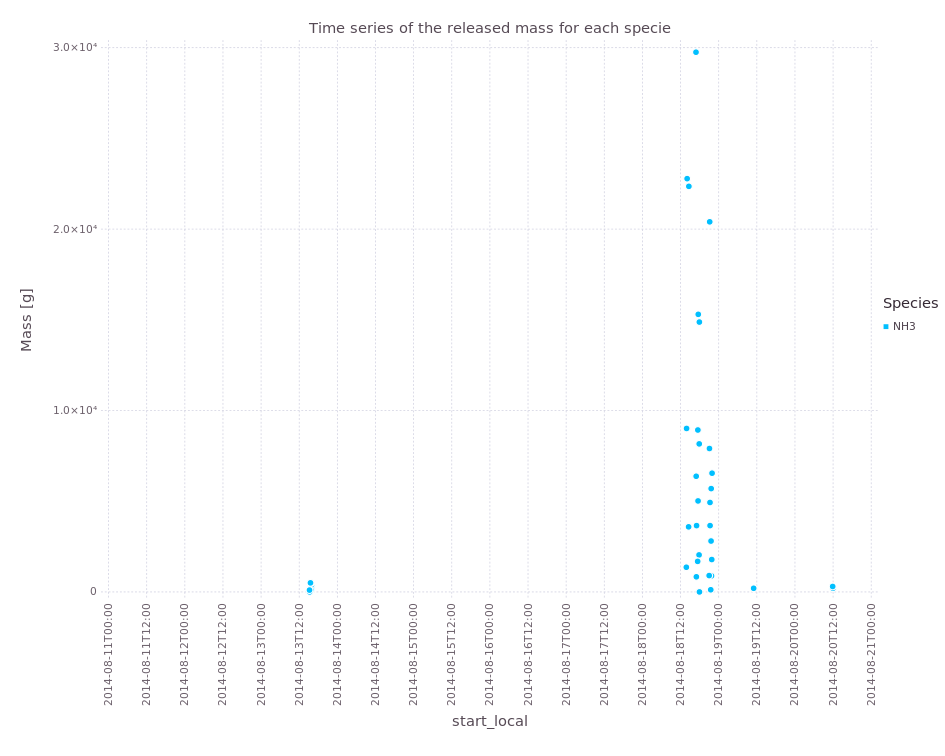 Time series of the released mass for each specie
3.0×10⁴
2.0×10⁴
1.0×10⁴
0
Mass [g]
Species
NH3
2014-08-11T00:00
2014-08-11T12:00
2014-08-12T00:00
2014-08-12T12:00
2014-08-13T00:00
2014-08-13T12:00
2014-08-14T00:00
2014-08-14T12:00
2014-08-15T00:00
2014-08-15T12:00
2014-08-16T00:00
2014-08-16T12:00
2014-08-17T00:00
2014-08-17T12:00
2014-08-18T00:00
2014-08-18T12:00
2014-08-19T00:00
2014-08-19T12:00
2014-08-20T00:00
2014-08-20T12:00
2014-08-21T00:00
start_local